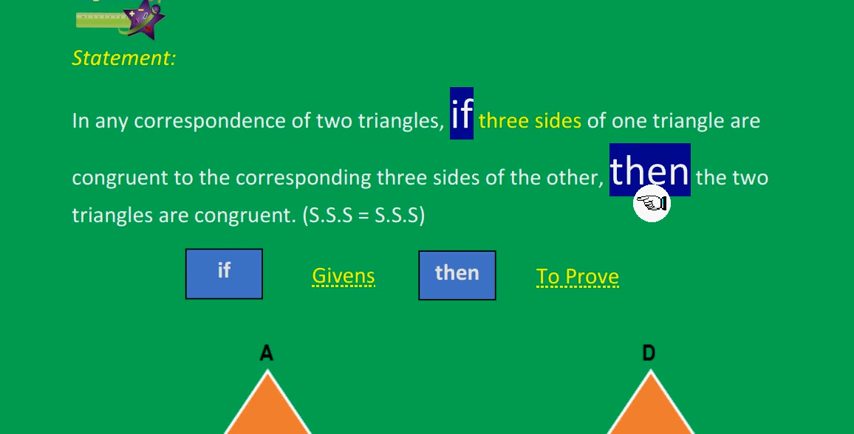 Statement:
In any correspondence of two triangles, if three sides of one triangle are
congruent to the corresponding three sides of the other, then the two
triangles are congruent. (S.S.S = S.S.S)
if Givens then To Prove
A D